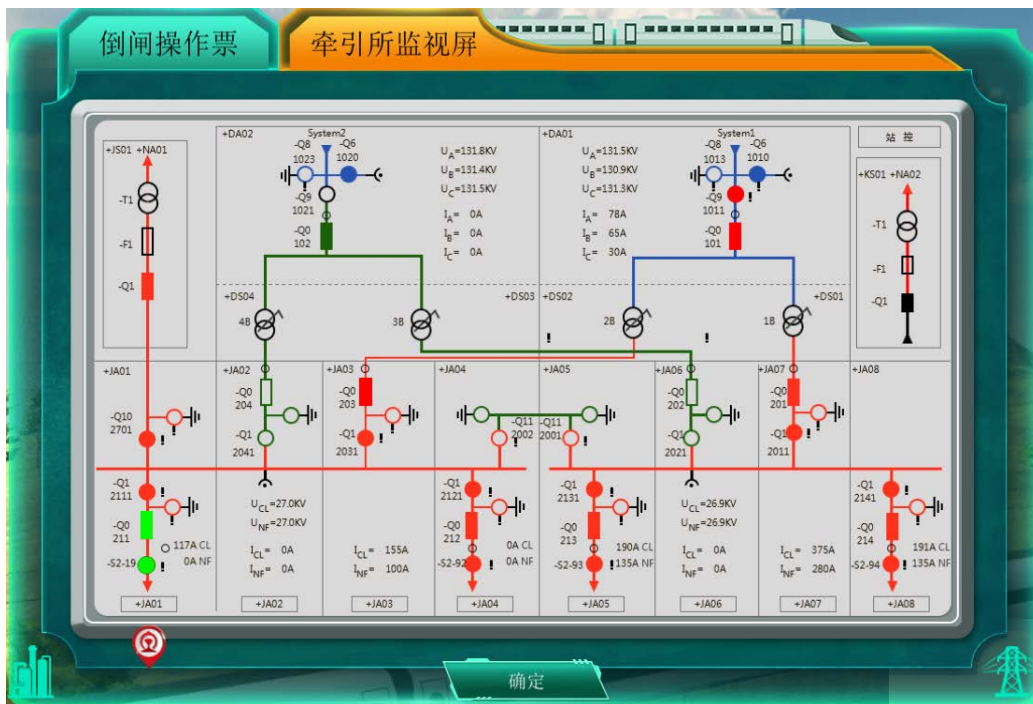 倒闸操作票
牵引所监视屏
+JS01 +NA01
-T1
-F1
-Q1
+DA02
System2
-Q8
1023
-Q6
1020
-Q9
1021
-Q0
102
U_A=131.8KV
U_B=131.4KV
U_C=131.5KV
I_A= 0A
I_B= 0A
I_C= 0A
+DA01
System1
U_A=131.5KV
U_B=130.9KV
U_C=131.3KV
I_A= 78A
I_B= 65A
I_C= 30A
-Q8
1013
-Q6
1010
-Q9
1011
-Q0
101
站 控
+KS01 +NA02
-T1
-F1
-Q1
+DS04
4B
+DS03
3B
+DS02
2B
+DS01
1B
+JA01
-Q10
2701
+JA02
-Q0
204
-Q1
2041
+JA03
-Q0
203
-Q1
2031
+JA04
-Q11
2002
+JA05
-Q11
2001
+JA06
-Q0
202
-Q1
2021
+JA07
-Q0
201
-Q1
2011
+JA08
-Q1
2111
-Q0
211
117A CL
0A NF
-S2-19
U_CL=27.0KV
U_NF=27.0KV
I_CL= 0A
I_NF= 0A
I_CL= 155A
I_NF= 100A
-Q1
2121
-Q0
212
0A CL
0A NF
-S2-92
-Q1
2131
-Q0
213
190A CL
135A NF
-S2-93
U_CL=26.9KV
U_NF=26.9KV
I_CL= 0A
I_NF= 0A
I_CL= 375A
I_NF= 280A
-Q1
2141
-Q0
214
191A CL
135A NF
-S2-94
+JA01
+JA02
+JA03
+JA04
+JA05
+JA06
+JA07
+JA08
确定